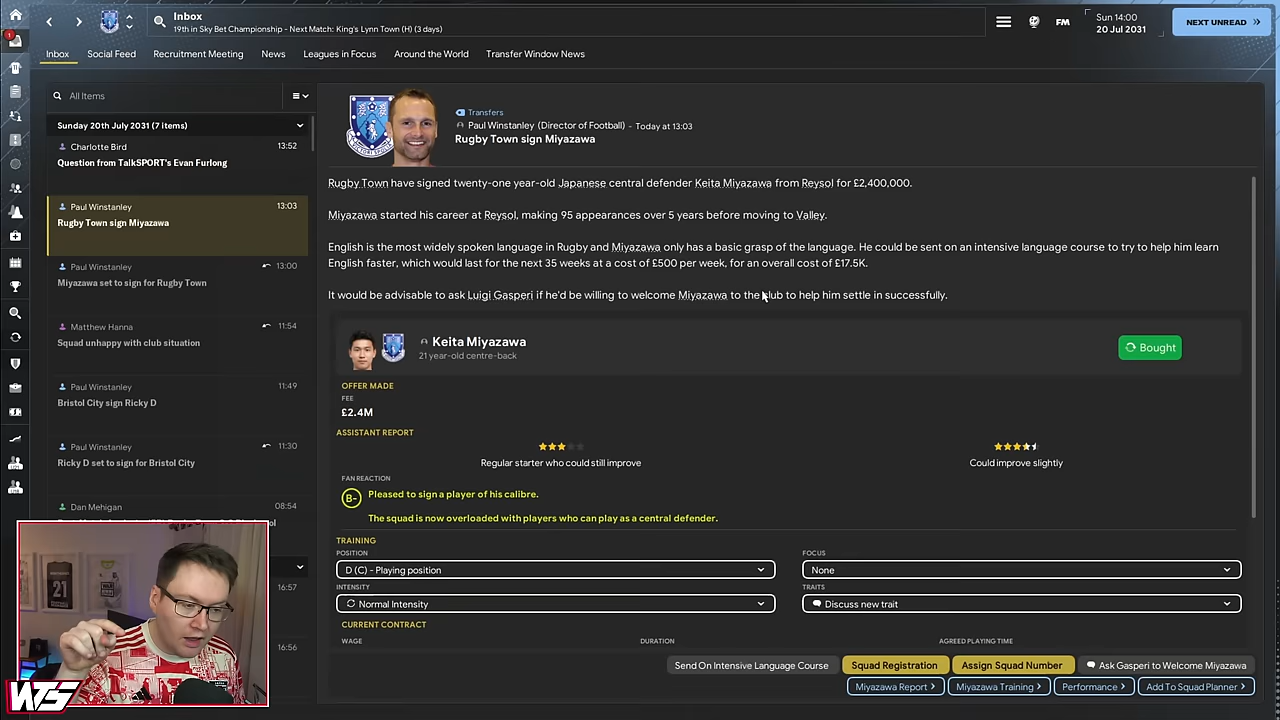 Inbox
19th in Sky Bet Championship - Next Match: King's Lynn Town (H) (3 days)
FM
Sun 14:00
20 Jul 2031
NEXT UNREAD
1
Inbox
Social Feed
Recruitment Meeting
News
Leagues in Focus
Around the World
Transfer Window News
All Items
Sunday 20th July 2031 (7 items)
Charlotte Bird
13:52
Question from TalkSPORT's Evan Furlong
Paul Winstanley
13:03
Rugby Town sign Miyazawa
Paul Winstanley
13:00
Miyazawa set to sign for Rugby Town
Matthew Hanna
11:54
Squad unhappy with club situation
Paul Winstanley
11:49
Bristol City sign Ricky D
Paul Winstanley
11:30
Ricky D set to sign for Bristol City
Dan Mehigan
08:54
16:57
16:56
Transfers
Paul Winstanley (Director of Football) - Today at 13:03
Rugby Town sign Miyazawa
Rugby Town have signed twenty-one year-old Japanese central defender Keita Miyazawa from Reysol for £2,400,000.
Miyazawa started his career at Reysol, making 95 appearances over 5 years before moving to Valley.
English is the most widely spoken language in Rugby and Miyazawa only has a basic grasp of the language. He could be sent on an intensive language course to try to help him learn
English faster, which would last for the next 35 weeks at a cost of £500 per week, for an overall cost of £17.5K.
It would be advisable to ask Luigi Gasperi if he'd be willing to welcome Miyazawa to the club to help him settle in successfully.
Keita Miyazawa
21 year-old centre-back
Bought
OFFER MADE
FEE
£2.4M
ASSISTANT REPORT
Regular starter who could still improve
Could improve slightly
FAN REACTION
B-
Pleased to sign a player of his calibre.
The squad is now overloaded with players who can play as a central defender.
TRAINING
POSITION
FOCUS
D (C) - Playing position
None
INTENSITY
TRAITS
Normal Intensity
Discuss new trait
CURRENT CONTRACT
WAGE
DURATION
AGREED PLAYING TIME
Send On Intensive Language Course
Squad Registration
Assign Squad Number
Ask Gasperi to Welcome Miyazawa
Miyazawa Report
Miyazawa Training
Performance
Add To Squad Planner
21
WTS